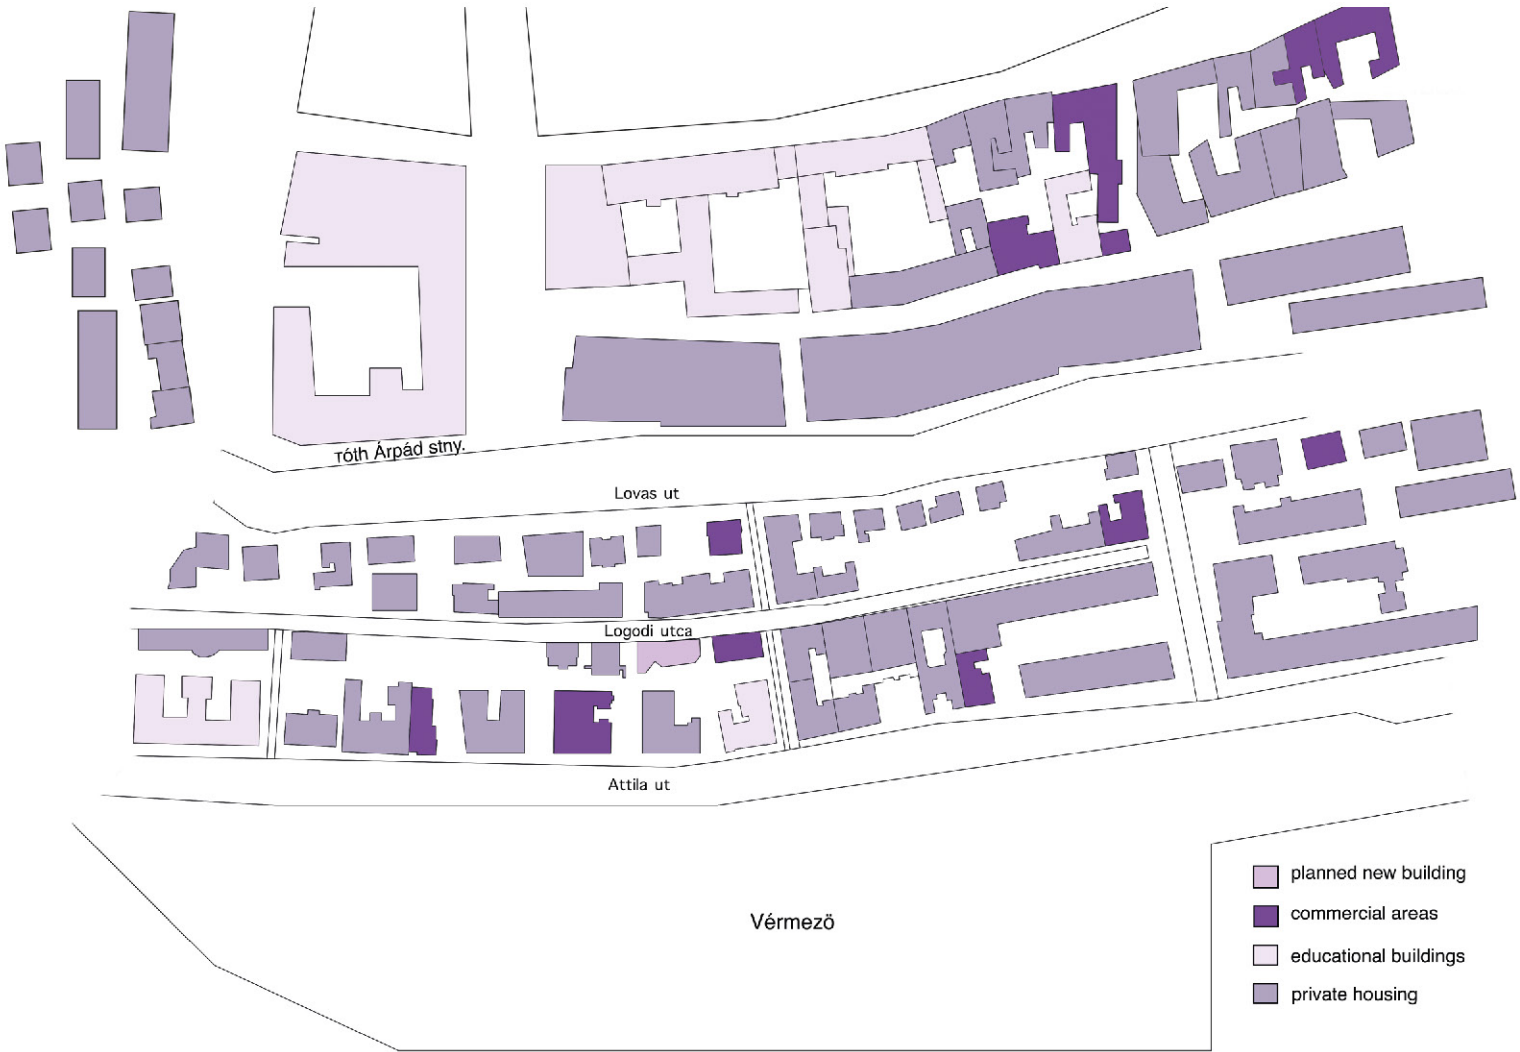 Tóth Árpád stny.
Lovas ut
Logodi utca
Attila ut
Vérmező
planned new building
commercial areas
educational buildings
private housing